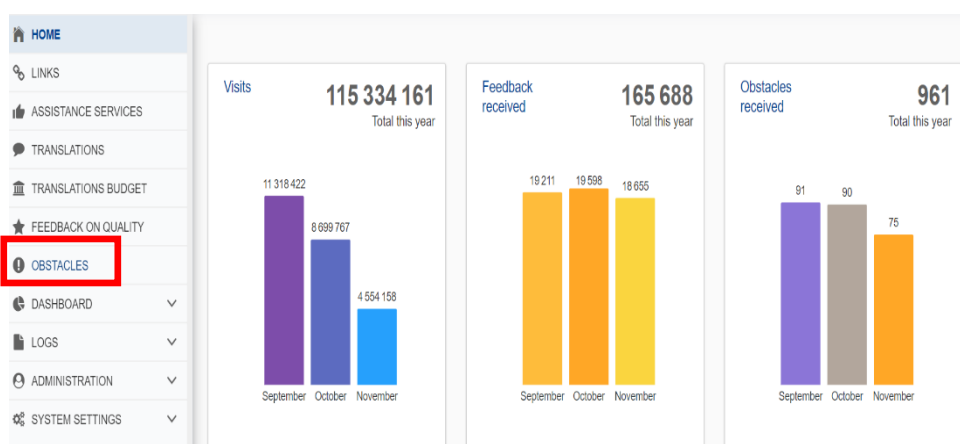 HOME
LINKS
ASSISTANCE SERVICES
TRANSLATIONS
TRANSLATIONS BUDGET
FEEDBACK ON QUALITY
OBSTACLES
DASHBOARD
LOGS
ADMINISTRATION
SYSTEM SETTINGS
Visits
115 334 161
Total this year
11 318 422
8 699 767
4 554 158
September October November
Feedback
received
165 688
Total this year
19 211
19 598
18 655
September October November
Obstacles
received
961
Total this year
91
90
75
September October November